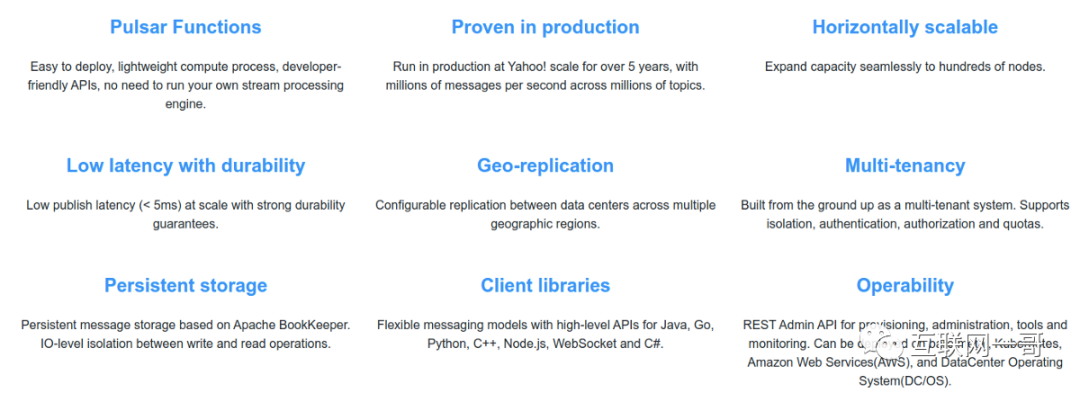 Pulsar Functions
Easy to deploy, lightweight compute process, developer-
friendly APIs, no need to run your own stream processing
engine.
Proven in production
Run in production at Yahoo! scale for over 5 years, with
millions of messages per second across millions of topics.
Horizontally scalable
Expand capacity seamlessly to hundreds of nodes.
Low latency with durability
Low publish latency (< 5ms) at scale with strong durability
guarantees.
Geo-replication
Configurable replication between data centers across multiple
geographic regions.
Multi-tenancy
Built from the ground up as a multi-tenant system. Supports
isolation, authentication, authorization and quotas.
Persistent storage
Persistent message storage based on Apache BookKeeper.
IO-level isolation between write and read operations.
Client libraries
Flexible messaging models with high-level APIs for Java, Go,
Python, C++, Node.js, WebSocket and C#.
Operability
REST Admin API for provisioning, administration, tools and
monitoring. Can be
Amazon Web Services(AWS), and DataCenter Operating
System(DC/OS).
互联网一哥